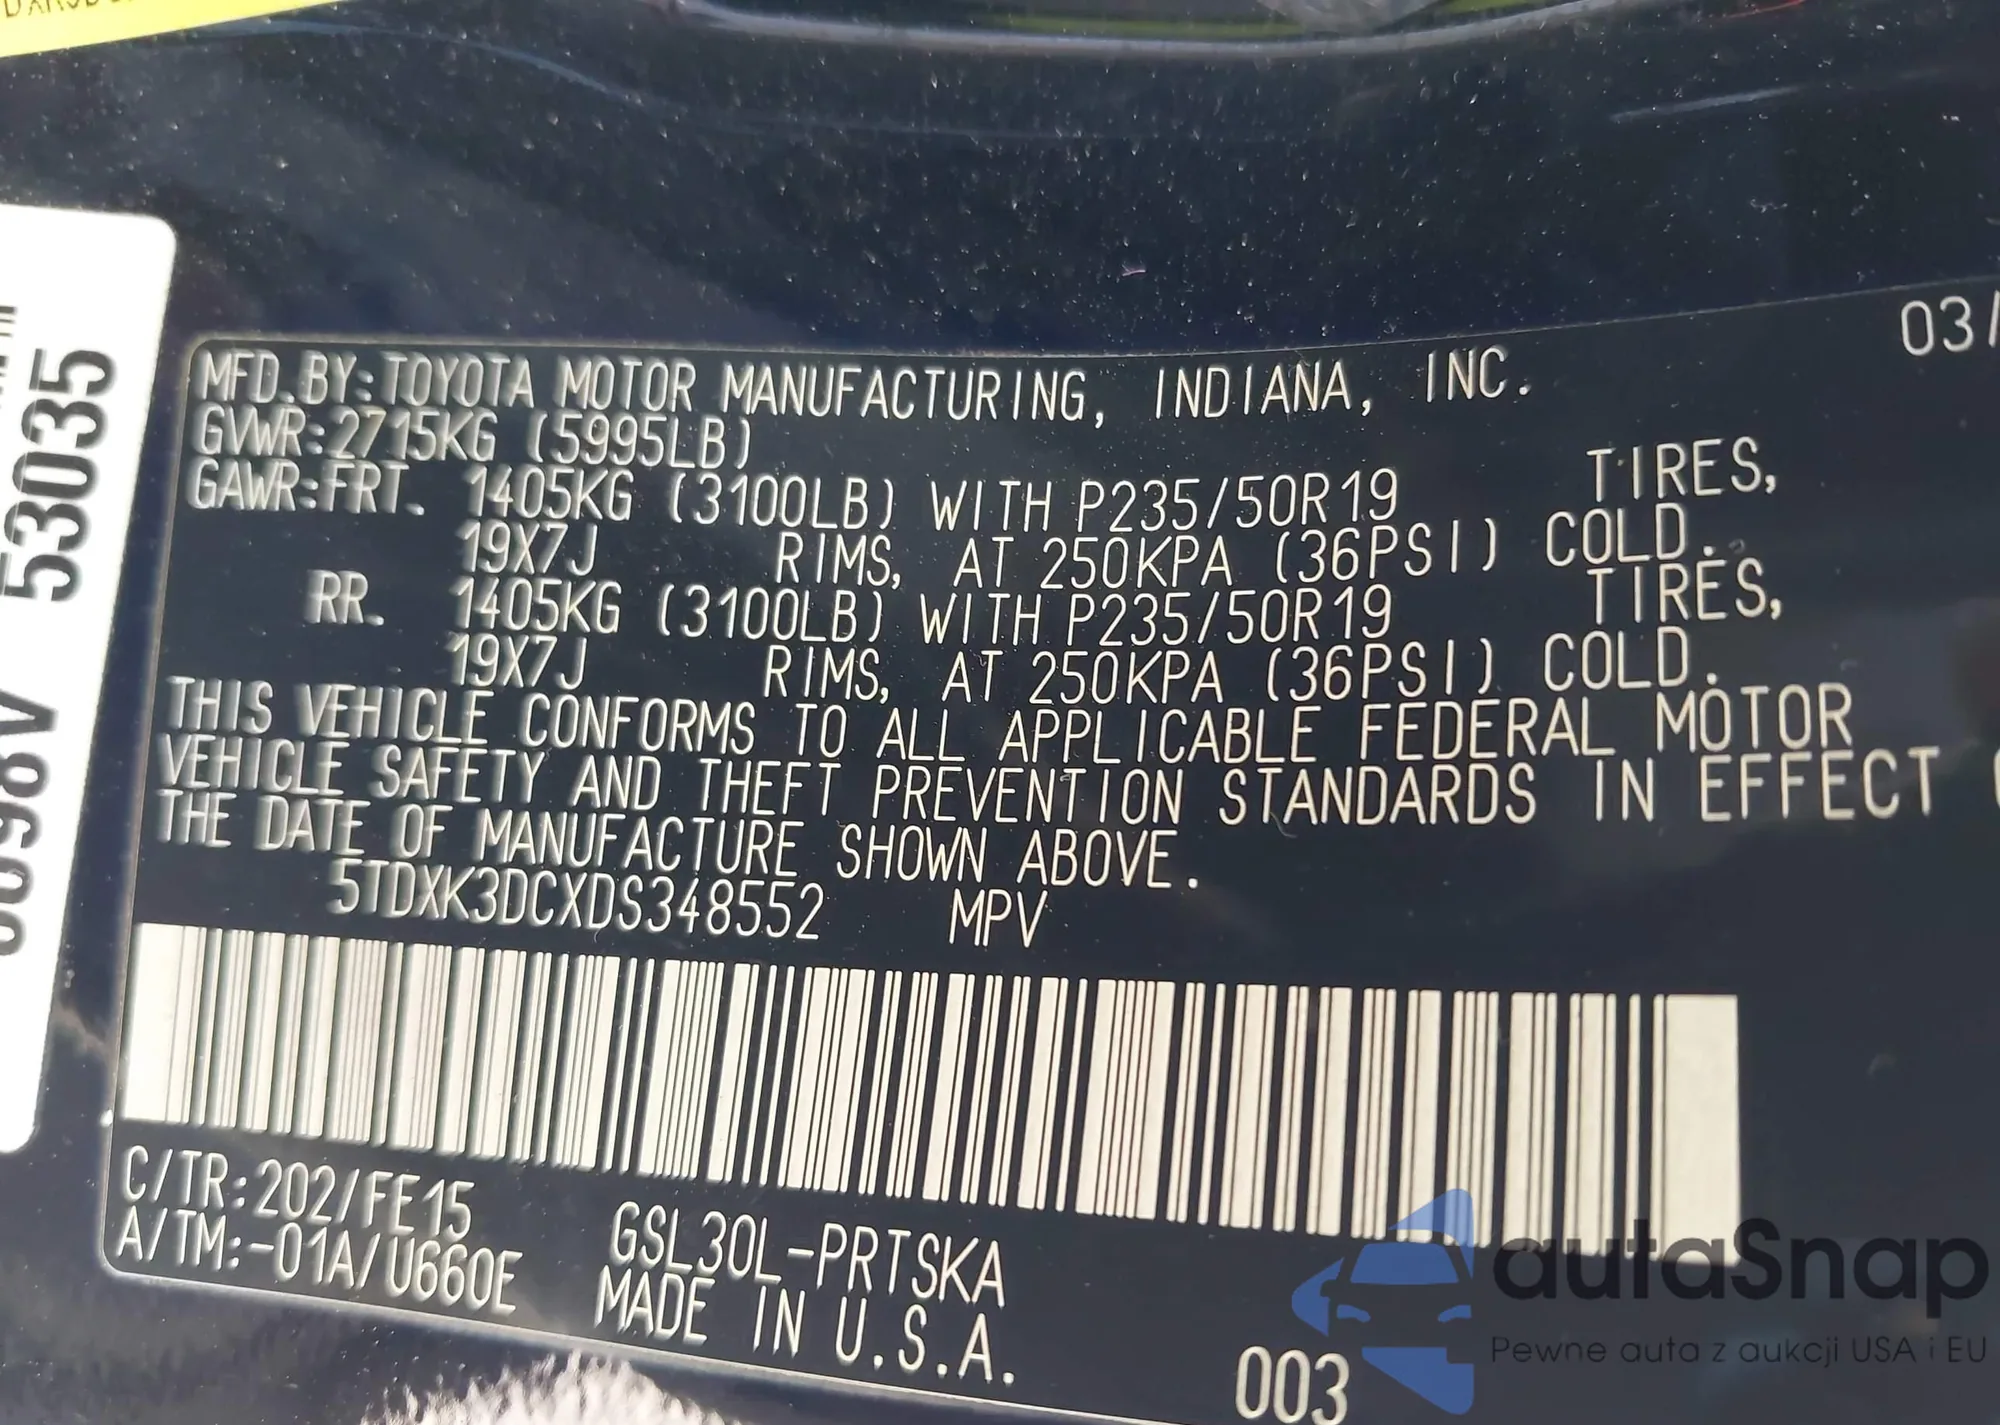 03/
MFD.BY:TOYOTA MOTOR MANUFACTURING, INDIANA, INC.
GVWR:2715KG (5995LB)
GAWR:FRT. 1405KG (3100LB) WITH P235/50R19 TIRES,
19X7J RIMS, AT 250KPA (36PSI) COLD.
RR. 1405KG (3100LB) WITH P235/50R19 TIRES,
19X7J RIMS, AT 250KPA (36PSI) COLD.
THIS VEHICLE CONFORMS TO ALL APPLICABLE FEDERAL MOTOR
VEHICLE SAFETY AND THEFT PREVENTION STANDARDS IN EFFECT
THE DATE OF MANUFACTURE SHOWN ABOVE.
5TDXK3DCXDS348552 MPV
C/TR:202/FE15
A/TM:-01A/U660E
GSL30L-PRTSKA
MADE IN U.S.A.
003
53035
autaSnap
Pewne auta z aukcji USA i EU